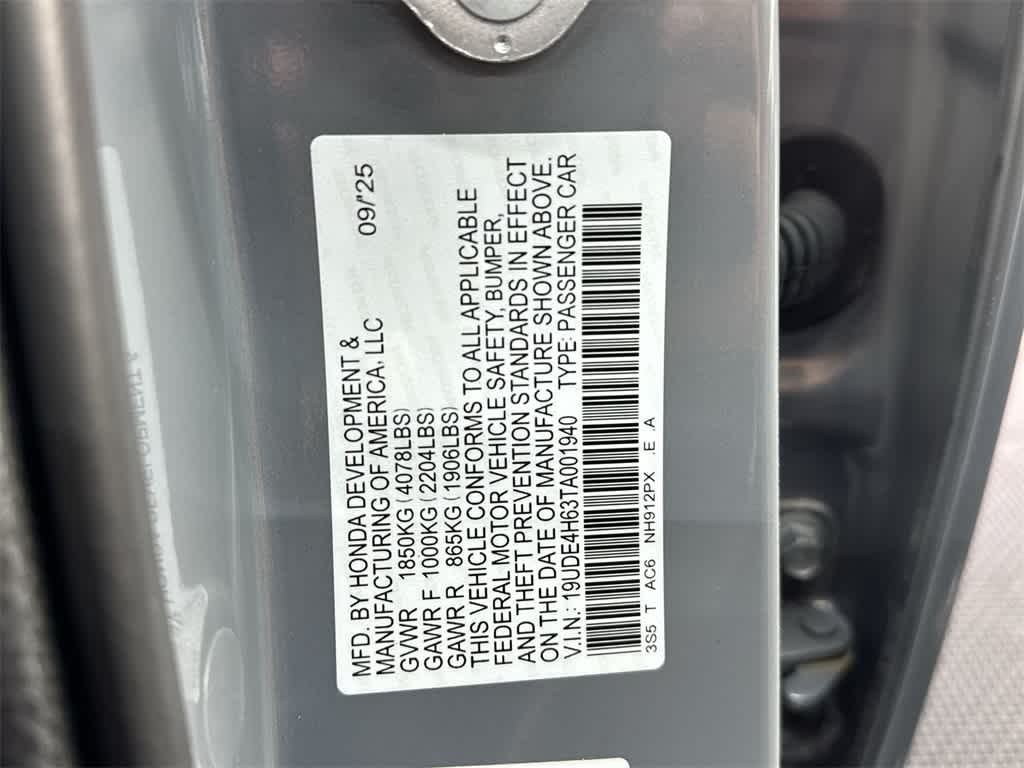 MFD. BY HONDA DEVELOPMENT &
MANUFACTURING OF AMERICA, LLC 09/'25
GVWR 1850KG (4078LBS)
GAWR F 1000KG (2204LBS)
GAWR R 865KG (1906LBS)
THIS VEHICLE CONFORMS TO ALL APPLICABLE
FEDERAL MOTOR VEHICLE SAFETY, BUMPER,
AND THEFT PREVENTION STANDARDS IN EFFECT
ON THE DATE OF MANUFACTURE SHOWN ABOVE.
V.I.N.: 19UDE4H63TA001940 TYPE: PASSENGER CAR
3S5 T AC6 NH912PX .E .A